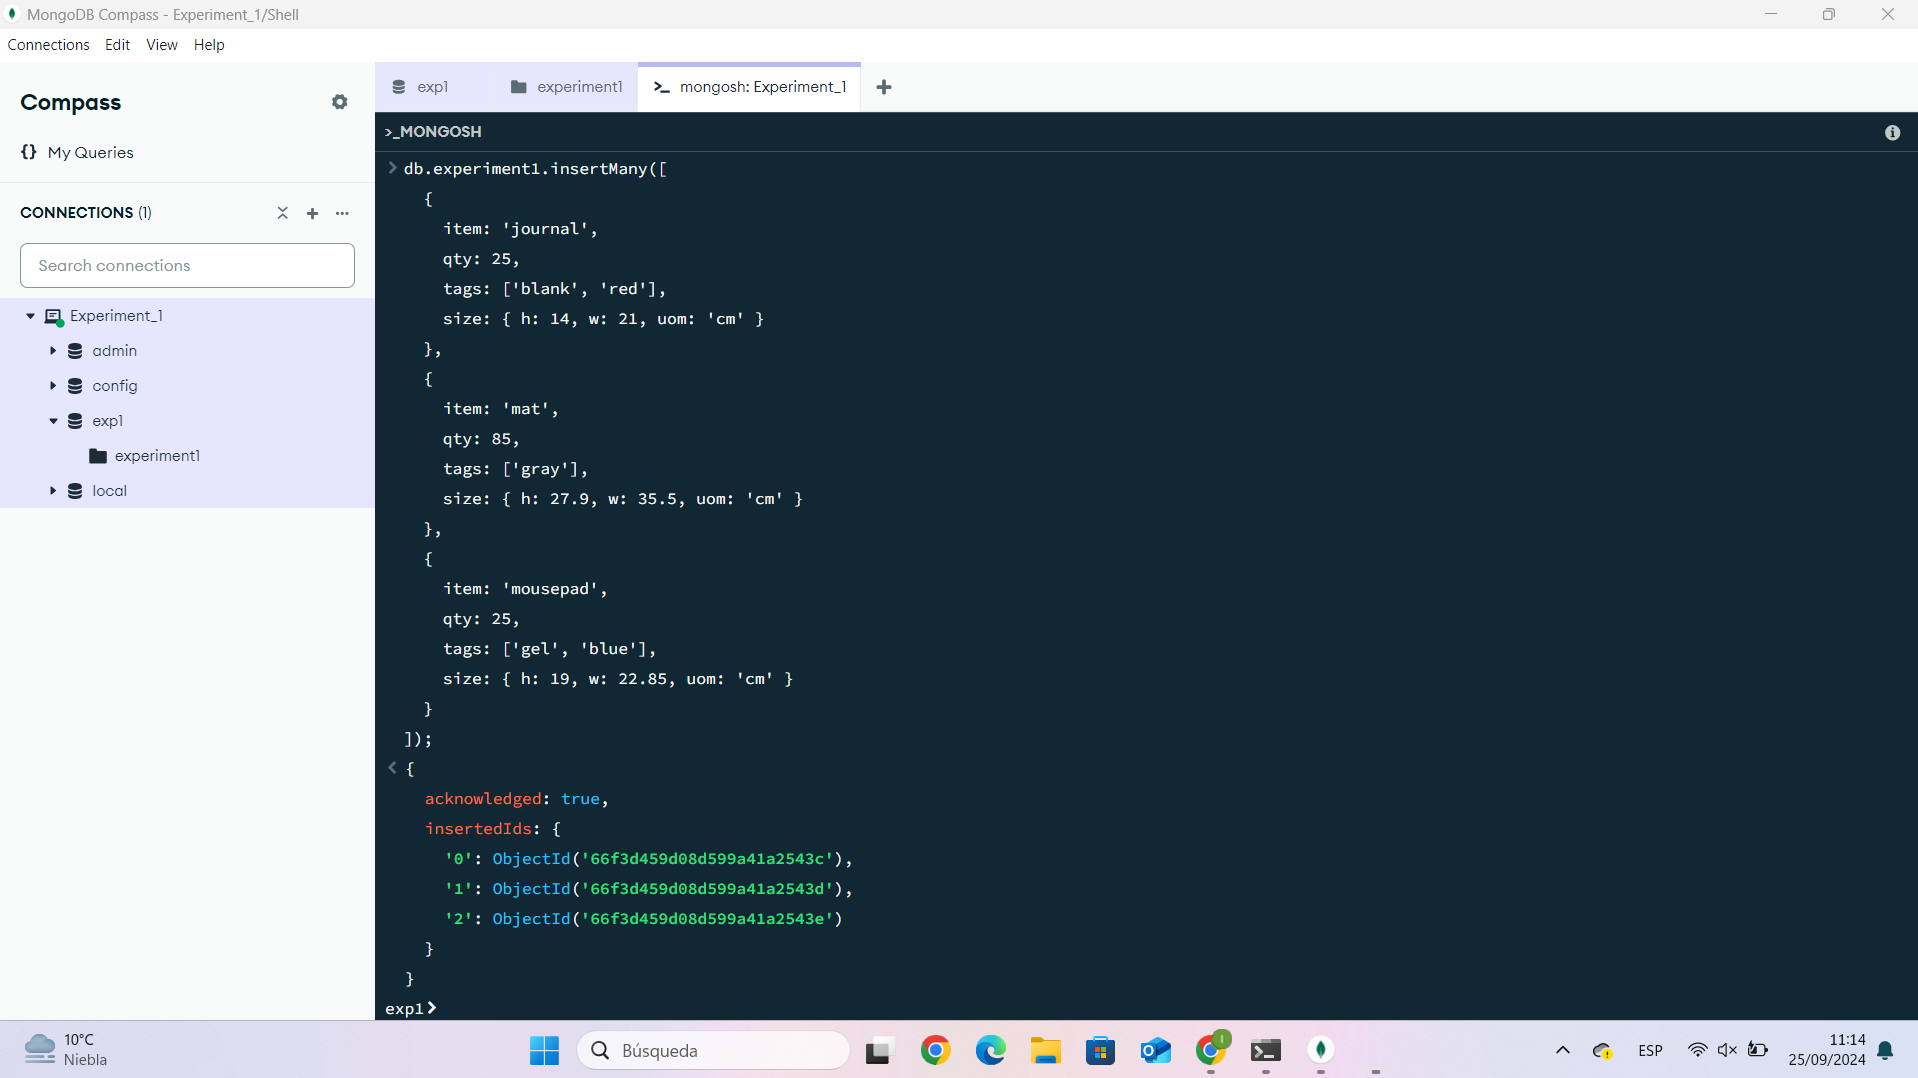 MongoDB Compass - Experiment_1/Shell
Connections Edit View Help
Compass
{} My Queries
CONNECTIONS (1)
Search connections
Experiment_1
admin
config
exp1
experiment1
local
exp1 experiment1 >_ mongosh: Experiment_1
>_MONGOSH
> db.experiment1.insertMany([
{
item: 'journal',
qty: 25,
tags: ['blank', 'red'],
size: { h: 14, w: 21, uom: 'cm' }
},
{
item: 'mat',
qty: 85,
tags: ['gray'],
size: { h: 27.9, w: 35.5, uom: 'cm' }
},
{
item: 'mousepad',
qty: 25,
tags: ['gel', 'blue'],
size: { h: 19, w: 22.85, uom: 'cm' }
}
]);
< {
acknowledged: true,
insertedIds: {
'0': ObjectId('66f3d459d08d599a41a2543c'),
'1': ObjectId('66f3d459d08d599a41a2543d'),
'2': ObjectId('66f3d459d08d599a41a2543e')
}
}
exp1>
10°C
Niebla
Búsqueda
ESP
11:14
25/09/2024